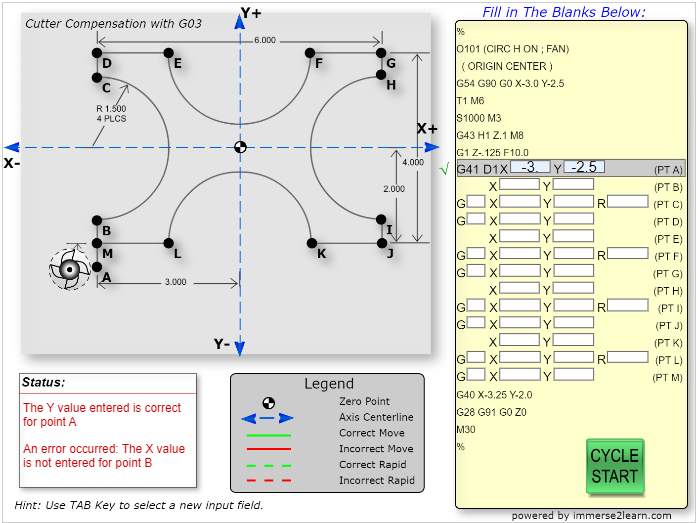 Cutter Compensation with G03
Y+
6.000
D
E
F
G
C
H
R 1.500
4 PLCS
X+
X-
4.000
2.000
B
I
M
L
K
J
A
3.000
Y-
Status:
The Y value entered is correct
for point A
An error occurred: The X value
is not entered for point B
Legend
Zero Point
Axis Centerline
Correct Move
Incorrect Move
Correct Rapid
Incorrect Rapid
Hint: Use TAB Key to select a new input field.
Fill in The Blanks Below:
%
O101 (CIRC H ON ; FAN)
( ORIGIN CENTER )
G54 G90 G0 X-3.0 Y-2.5
T1 M6
S1000 M3
G43 H1 Z.1 M8
G1 Z-.125 F10.0
√ G41 D1 X -3. Y -2.5 (PT A)
X Y (PT B)
G X Y R (PT C)
G X Y (PT D)
X Y (PT E)
G X Y R (PT F)
G X Y (PT G)
X Y (PT H)
G X Y R (PT I)
G X Y (PT J)
X Y (PT K)
G X Y R (PT L)
G X Y (PT M)
G40 X-3.25 Y-2.0
G28 G91 G0 Z0
M30
%
CYCLE
START
powered by immerse2learn.com